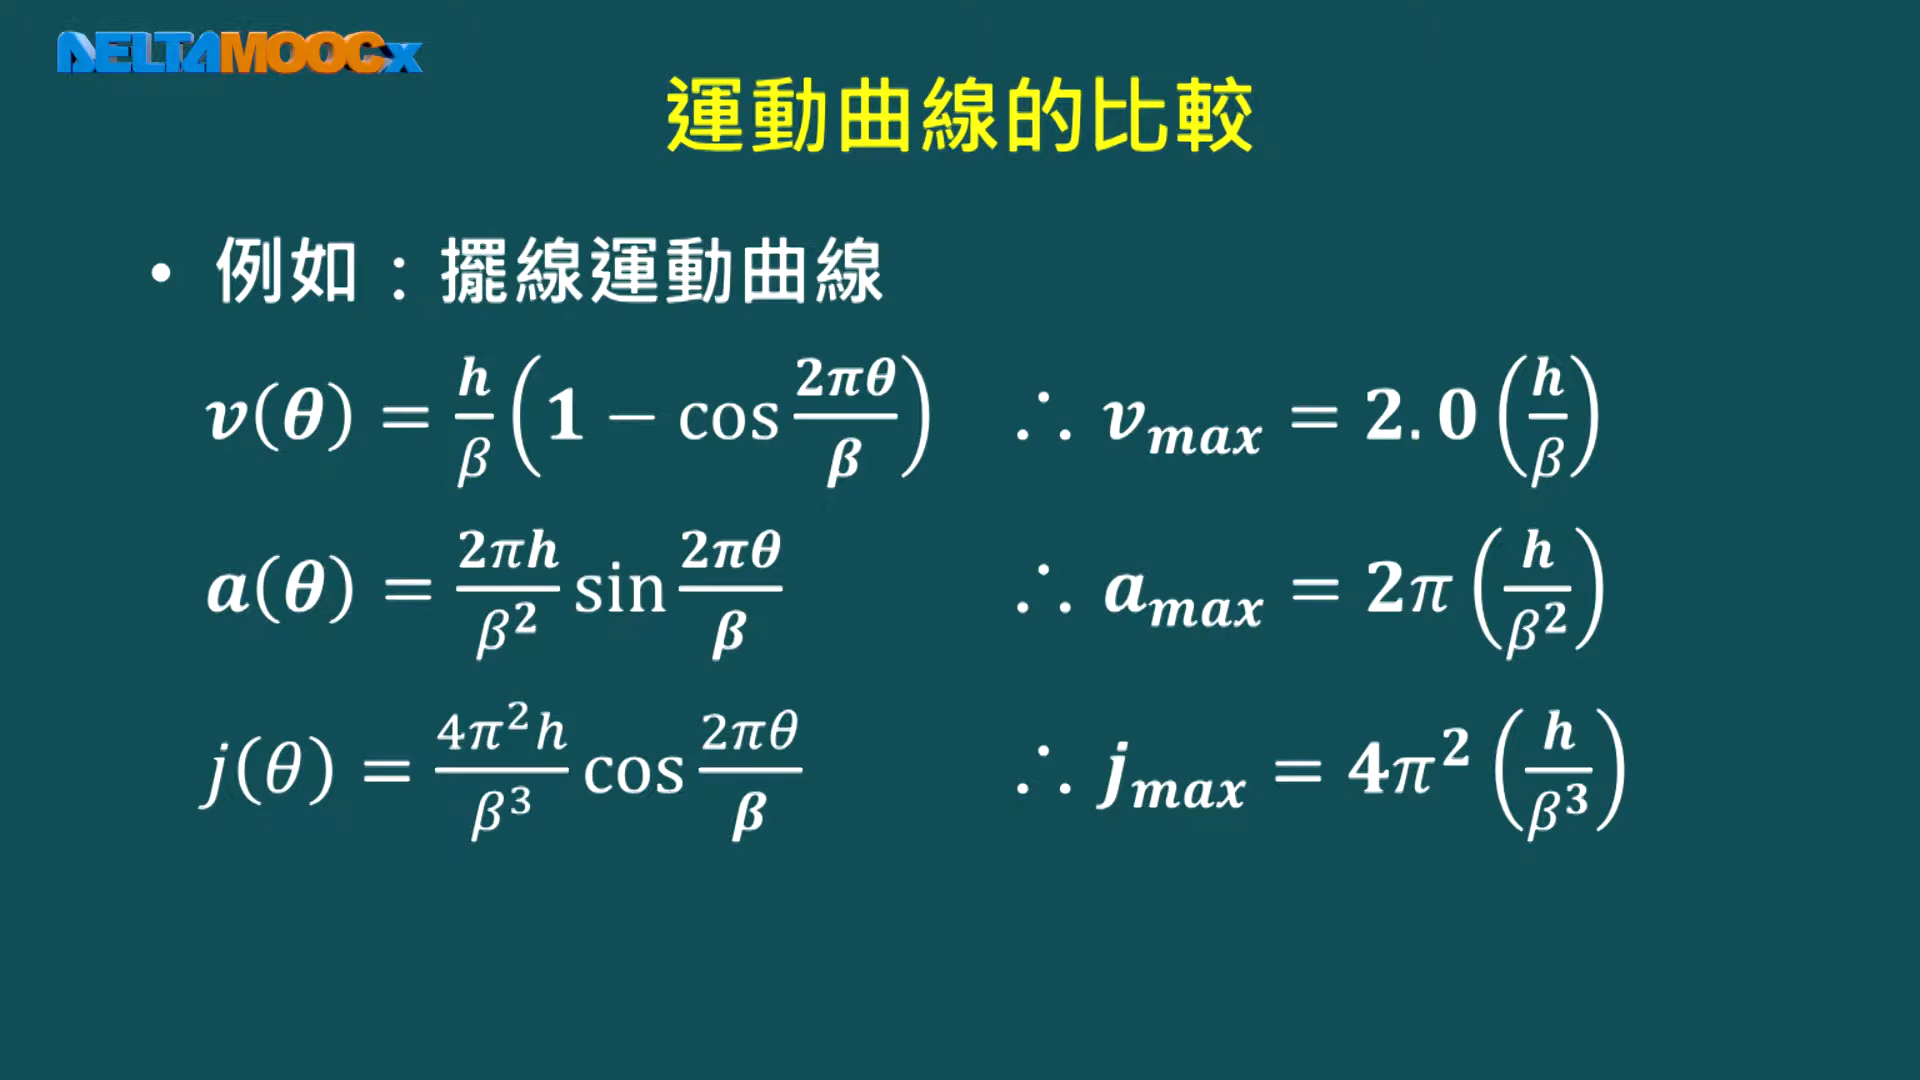 DELTAMOOCx
運動曲線的比較
• 例如：擺線運動曲線
v(θ) = h/β (1 − cos 2πθ/β) ∴ v_max = 2.0 (h/β)
a(θ) = 2πh/β² sin 2πθ/β ∴ a_max = 2π (h/β²)
j(θ) = 4π²h/β³ cos 2πθ/β ∴ j_max = 4π² (h/β³)